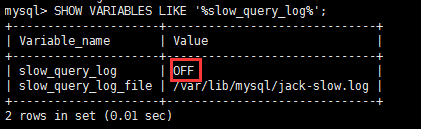 mysql> SHOW VARIABLES LIKE '%slow_query_log%';
+---------------------+------------------------------+
| Variable_name       | Value                        |
+---------------------+------------------------------+
| slow_query_log      | OFF                          |
| slow_query_log_file | /var/lib/mysql/jack-slow.log |
+---------------------+------------------------------+
2 rows in set (0.01 sec)